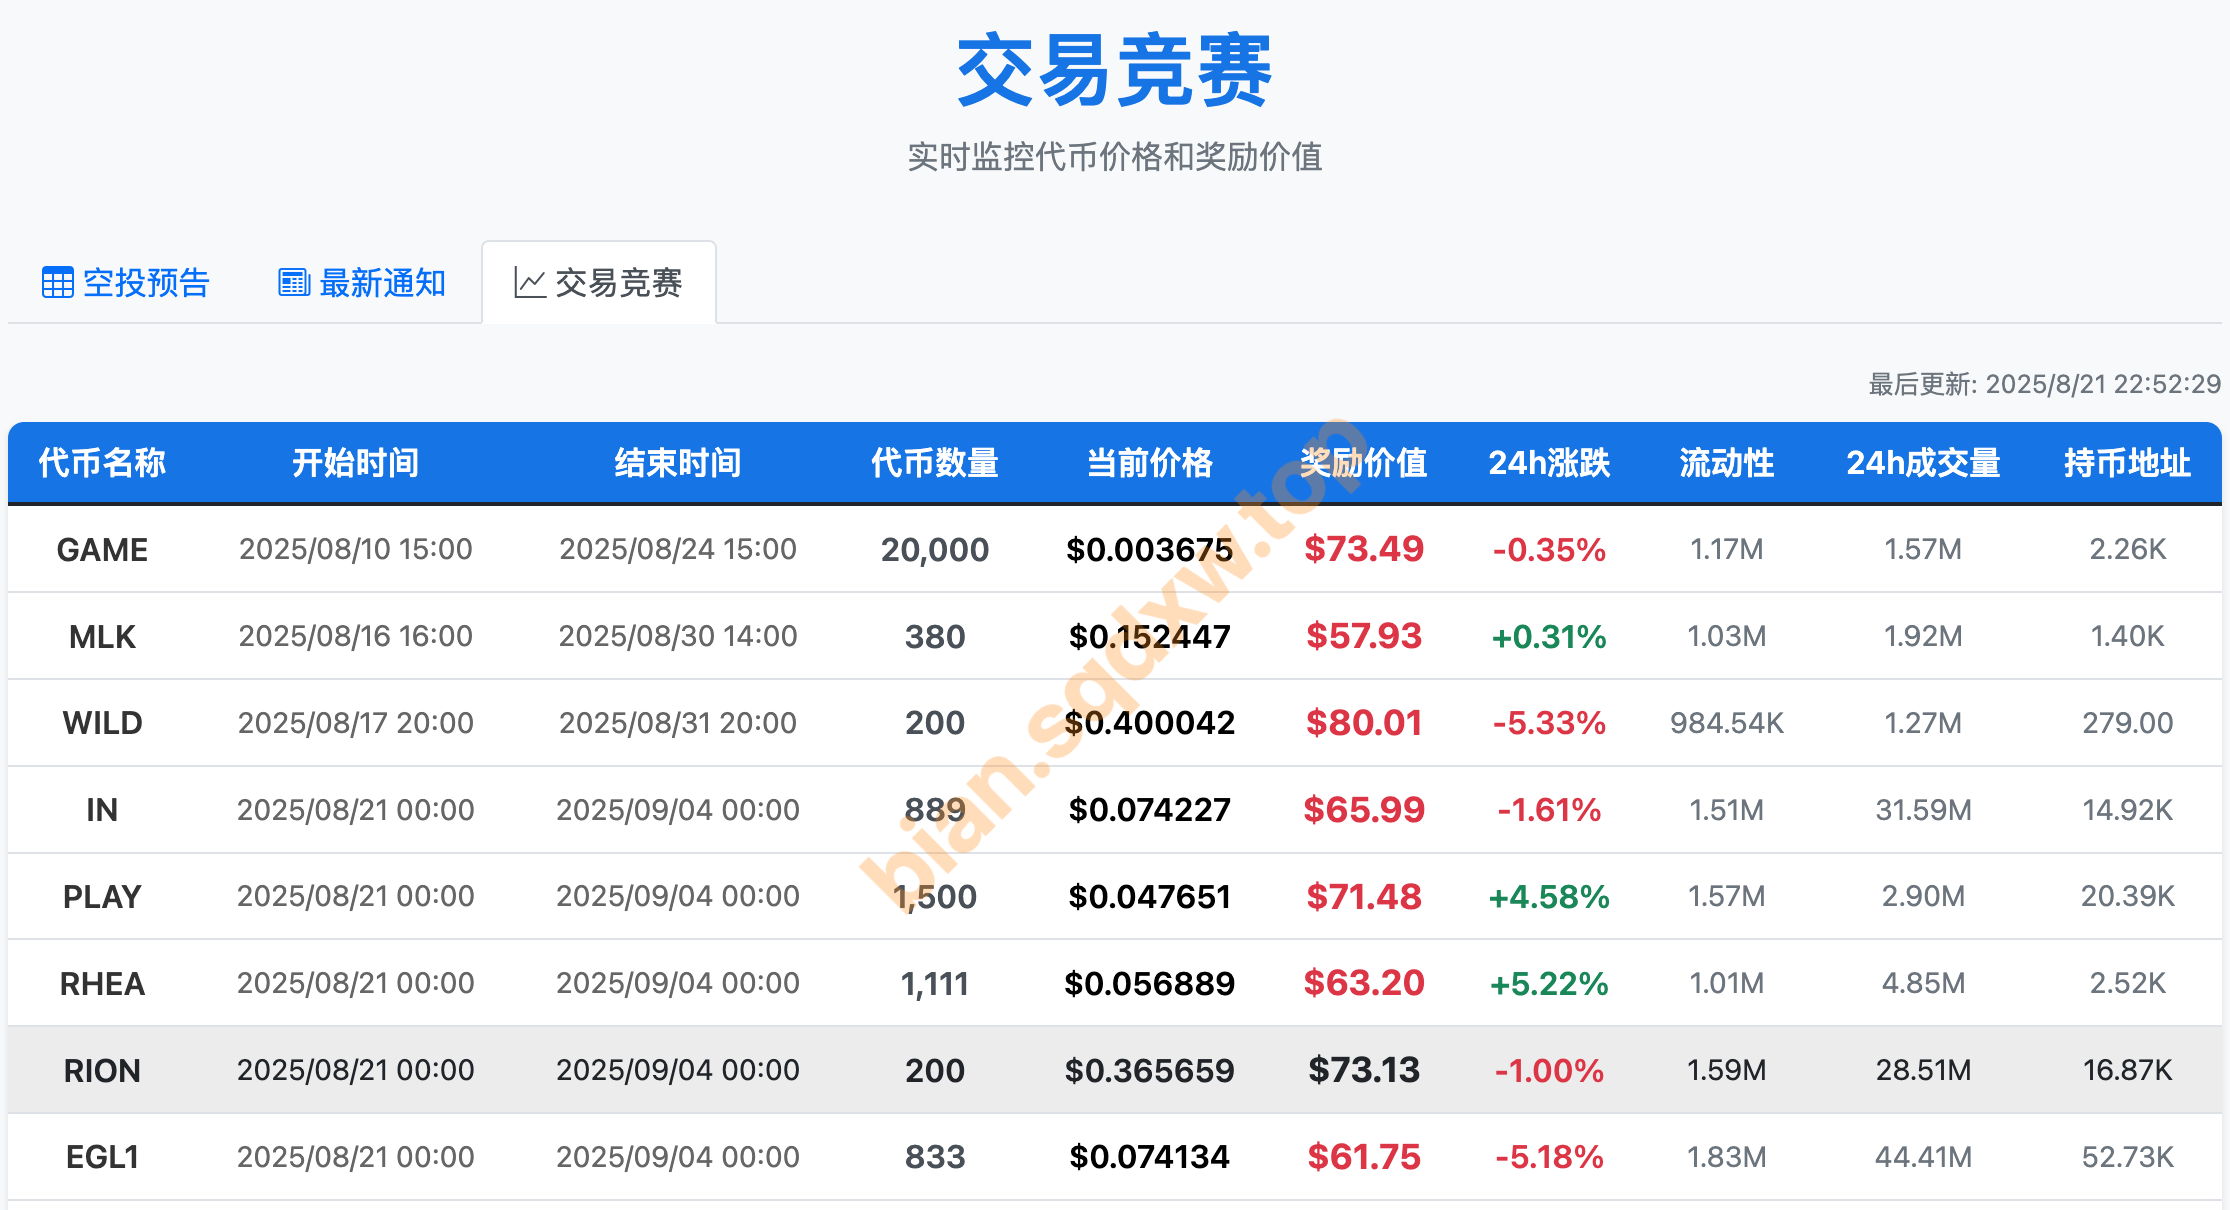 交易竞赛
实时监控代币价格和奖励价值
空投预告 最新通知 交易竞赛
最后更新: 2025/8/21 22:52:29
代币名称 开始时间 结束时间 代币数量 当前价格 奖励价值 24h涨跌 流动性 24h成交量 持币地址
GAME 2025/08/10 15:00 2025/08/24 15:00 20,000 $0.003675 $73.49 -0.35% 1.17M 1.57M 2.26K
MLK 2025/08/16 16:00 2025/08/30 14:00 380 $0.152447 $57.93 +0.31% 1.03M 1.92M 1.40K
WILD 2025/08/17 20:00 2025/08/31 20:00 200 $0.400042 $80.01 -5.33% 984.54K 1.27M 279.00
IN 2025/08/21 00:00 2025/09/04 00:00 889 $0.074227 $65.99 -1.61% 1.51M 31.59M 14.92K
PLAY 2025/08/21 00:00 2025/09/04 00:00 1,500 $0.047651 $71.48 +4.58% 1.57M 2.90M 20.39K
RHEA 2025/08/21 00:00 2025/09/04 00:00 1,111 $0.056889 $63.20 +5.22% 1.01M 4.85M 2.52K
RION 2025/08/21 00:00 2025/09/04 00:00 200 $0.365659 $73.13 -1.00% 1.59M 28.51M 16.87K
EGL1 2025/08/21 00:00 2025/09/04 00:00 833 $0.074134 $61.75 -5.18% 1.83M 44.41M 52.73K
bian.sqdxw.top